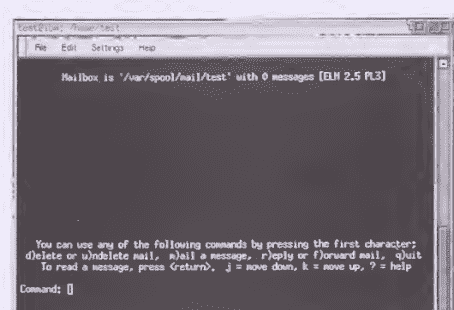 File Edit Settings Help
Mailbox is '/var/spool/mail/test' with 0 messages [ELM 2.5 PL3]
You can use any of the following commands by pressing the first character;
d)elete or u)ndelete mail, m)ail a message, r)eply or f)orward mail, q)uit
To read a message, press <return>. j = move down, k = move up, ? = help
Command: